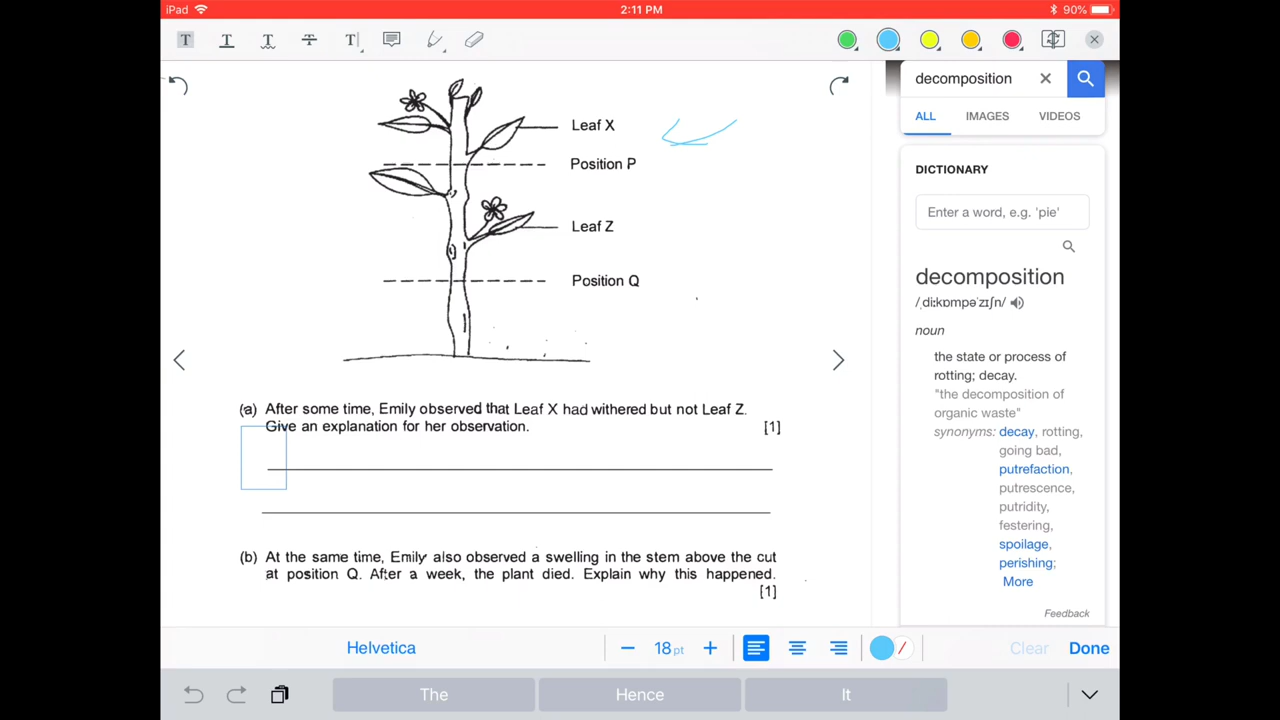 iPad
2:11 PM
90%
T T T T T
decomposition
ALL IMAGES VIDEOS
DICTIONARY
Enter a word, e.g. 'pie'
decomposition
/ˌdiːkɒmpəˈzɪʃn/
noun
the state or process of
rotting; decay.
"the decomposition of
organic waste"
synonyms: decay, rotting,
going bad,
putrefaction,
putrescence,
putridity,
festering,
spoilage,
perishing;
More
Feedback
Leaf X
Position P
Leaf Z
Position Q
(a) After some time, Emily observed that Leaf X had withered but not Leaf Z.
Give an explanation for her observation. [1]
(b) At the same time, Emily also observed a swelling in the stem above the cut
at position Q. After a week, the plant died. Explain why this happened.
[1]
Helvetica
18pt
Clear Done
The Hence It